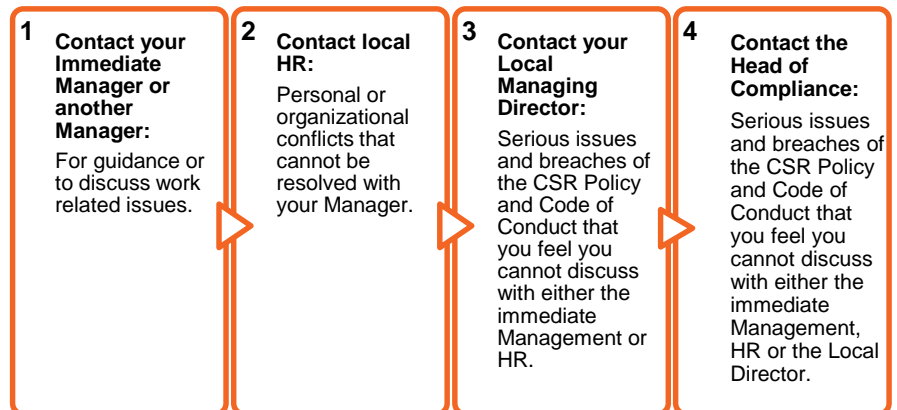 1
Contact your
Immediate
Manager or
another
Manager:
For guidance or
to discuss work
related issues.
2
Contact local
HR:
Personal or
organizational
conflicts that
cannot be
resolved with
your Manager.
3
Contact your
Local
Managing
Director:
Serious issues
and breaches of
the CSR Policy
and Code of
Conduct that
you feel you
cannot discuss
with either the
immediate
Management or
HR.
4
Contact the
Head of
Compliance:
Serious issues
and breaches of
the CSR Policy
and Code of
Conduct that
you feel you
cannot discuss
with either the
immediate
Management,
HR or the Local
Director.